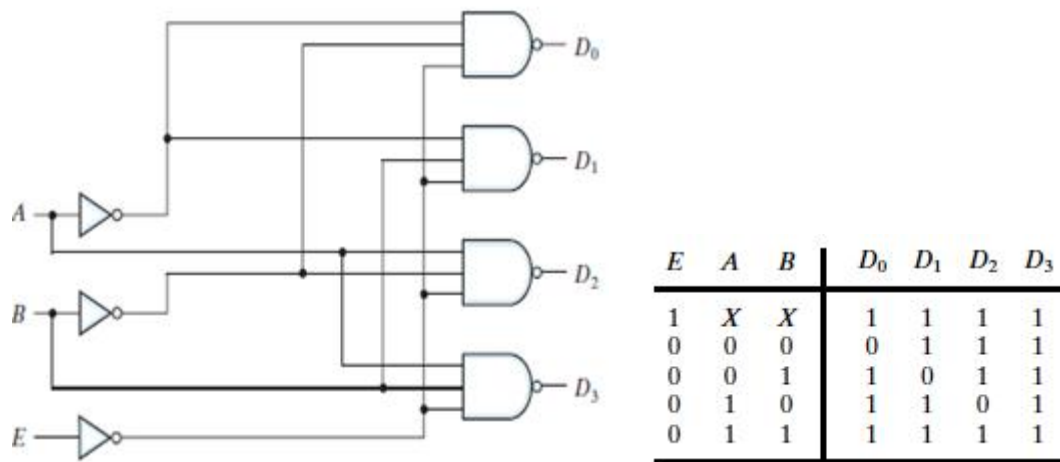 D₀
D₁
A
D₂
B
D₃
E
E A B D₀ D₁ D₂ D₃
1 X X 1 1 1 1
0 0 0 0 1 1 1
0 0 1 1 0 1 1
0 1 0 1 1 0 1
0 1 1 1 1 1 1